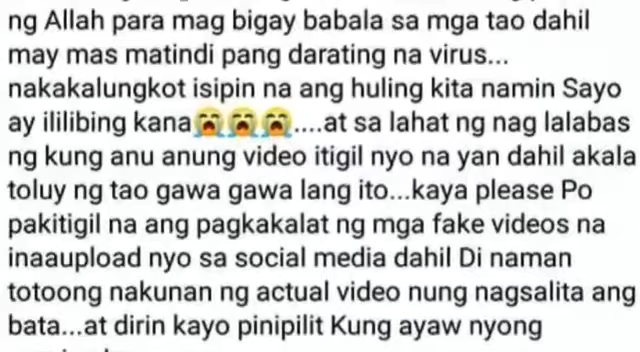 ng Allah para mag bigay babala sa mga tao dahil
may mas matindi pang darating na virus...
nakakalungkot isipin na ang huling kita namin Sayo
ay ililibing kana😭😭😭....at sa lahat ng nag lalabas
ng kung anu anung video itigil nyo na yan dahil akala
toluy ng tao gawa gawa lang ito...kaya please Po
pakitigil na ang pagkakalat ng mga fake videos na
inaaupload nyo sa social media dahil Di naman
totoong nakunan ng actual video nung nagsalita ang
bata...at dirin kayo pinipilit Kung ayaw nyong